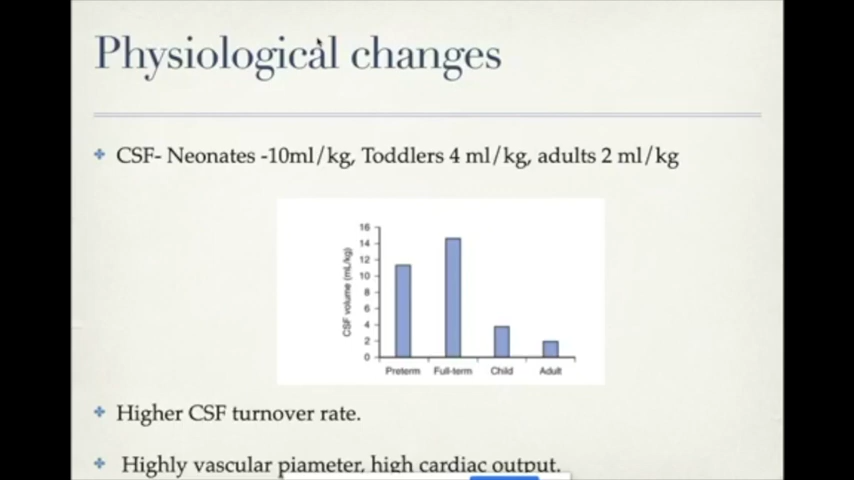 Physiological changes
CSF- Neonates -10ml/kg, Toddlers 4 ml/kg, adults 2 ml/kg
16
14
12
10
8
6
4
2
0
CSF volume (mL/kg)
Preterm Full-term Child Adult
Higher CSF turnover rate.
Highly vascular piameter, high cardiac output.